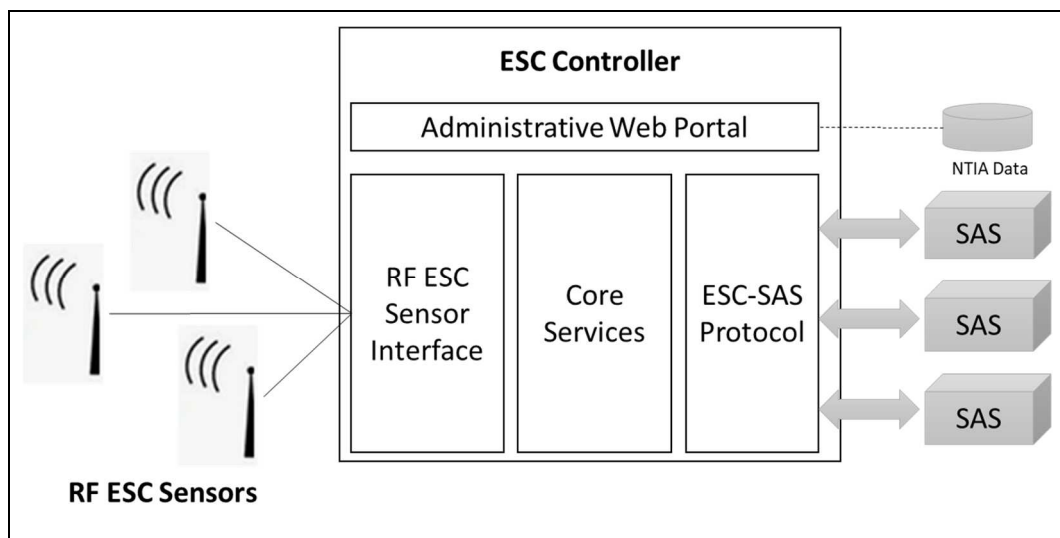 ESC Controller
Administrative Web Portal
NTIA Data
RF ESC
Sensor
Interface
Core
Services
ESC-SAS
Protocol
SAS
SAS
SAS
RF ESC Sensors